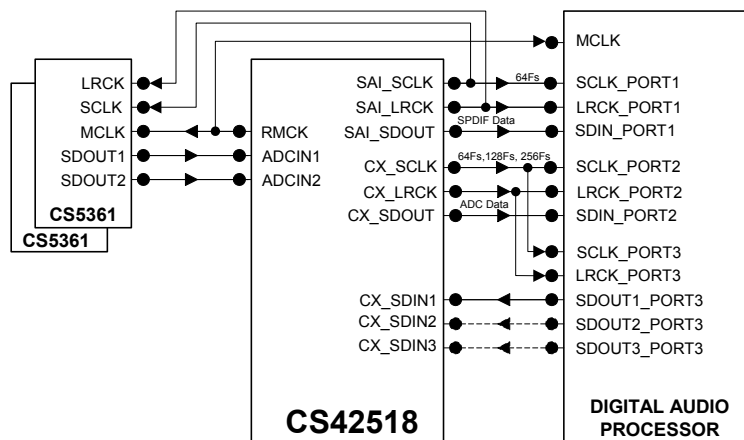 LRCK
SCLK
MCLK
SDOUT1
SDOUT2
CS5361
CS5361
RMCK
ADCIN1
ADCIN2
SAI_SCLK
SAI_LRCK
SAI_SDOUT
CX_SCLK
CX_LRCK
CX_SDOUT
CX_SDIN1
CX_SDIN2
CX_SDIN3
CS42518
64Fs
SPDIF Data
64Fs,128Fs, 256Fs
ADC Data
MCLK
SCLK_PORT1
LRCK_PORT1
SDIN_PORT1
SCLK_PORT2
LRCK_PORT2
SDIN_PORT2
SCLK_PORT3
LRCK_PORT3
SDOUT1_PORT3
SDOUT2_PORT3
SDOUT3_PORT3
DIGITAL AUDIO
PROCESSOR